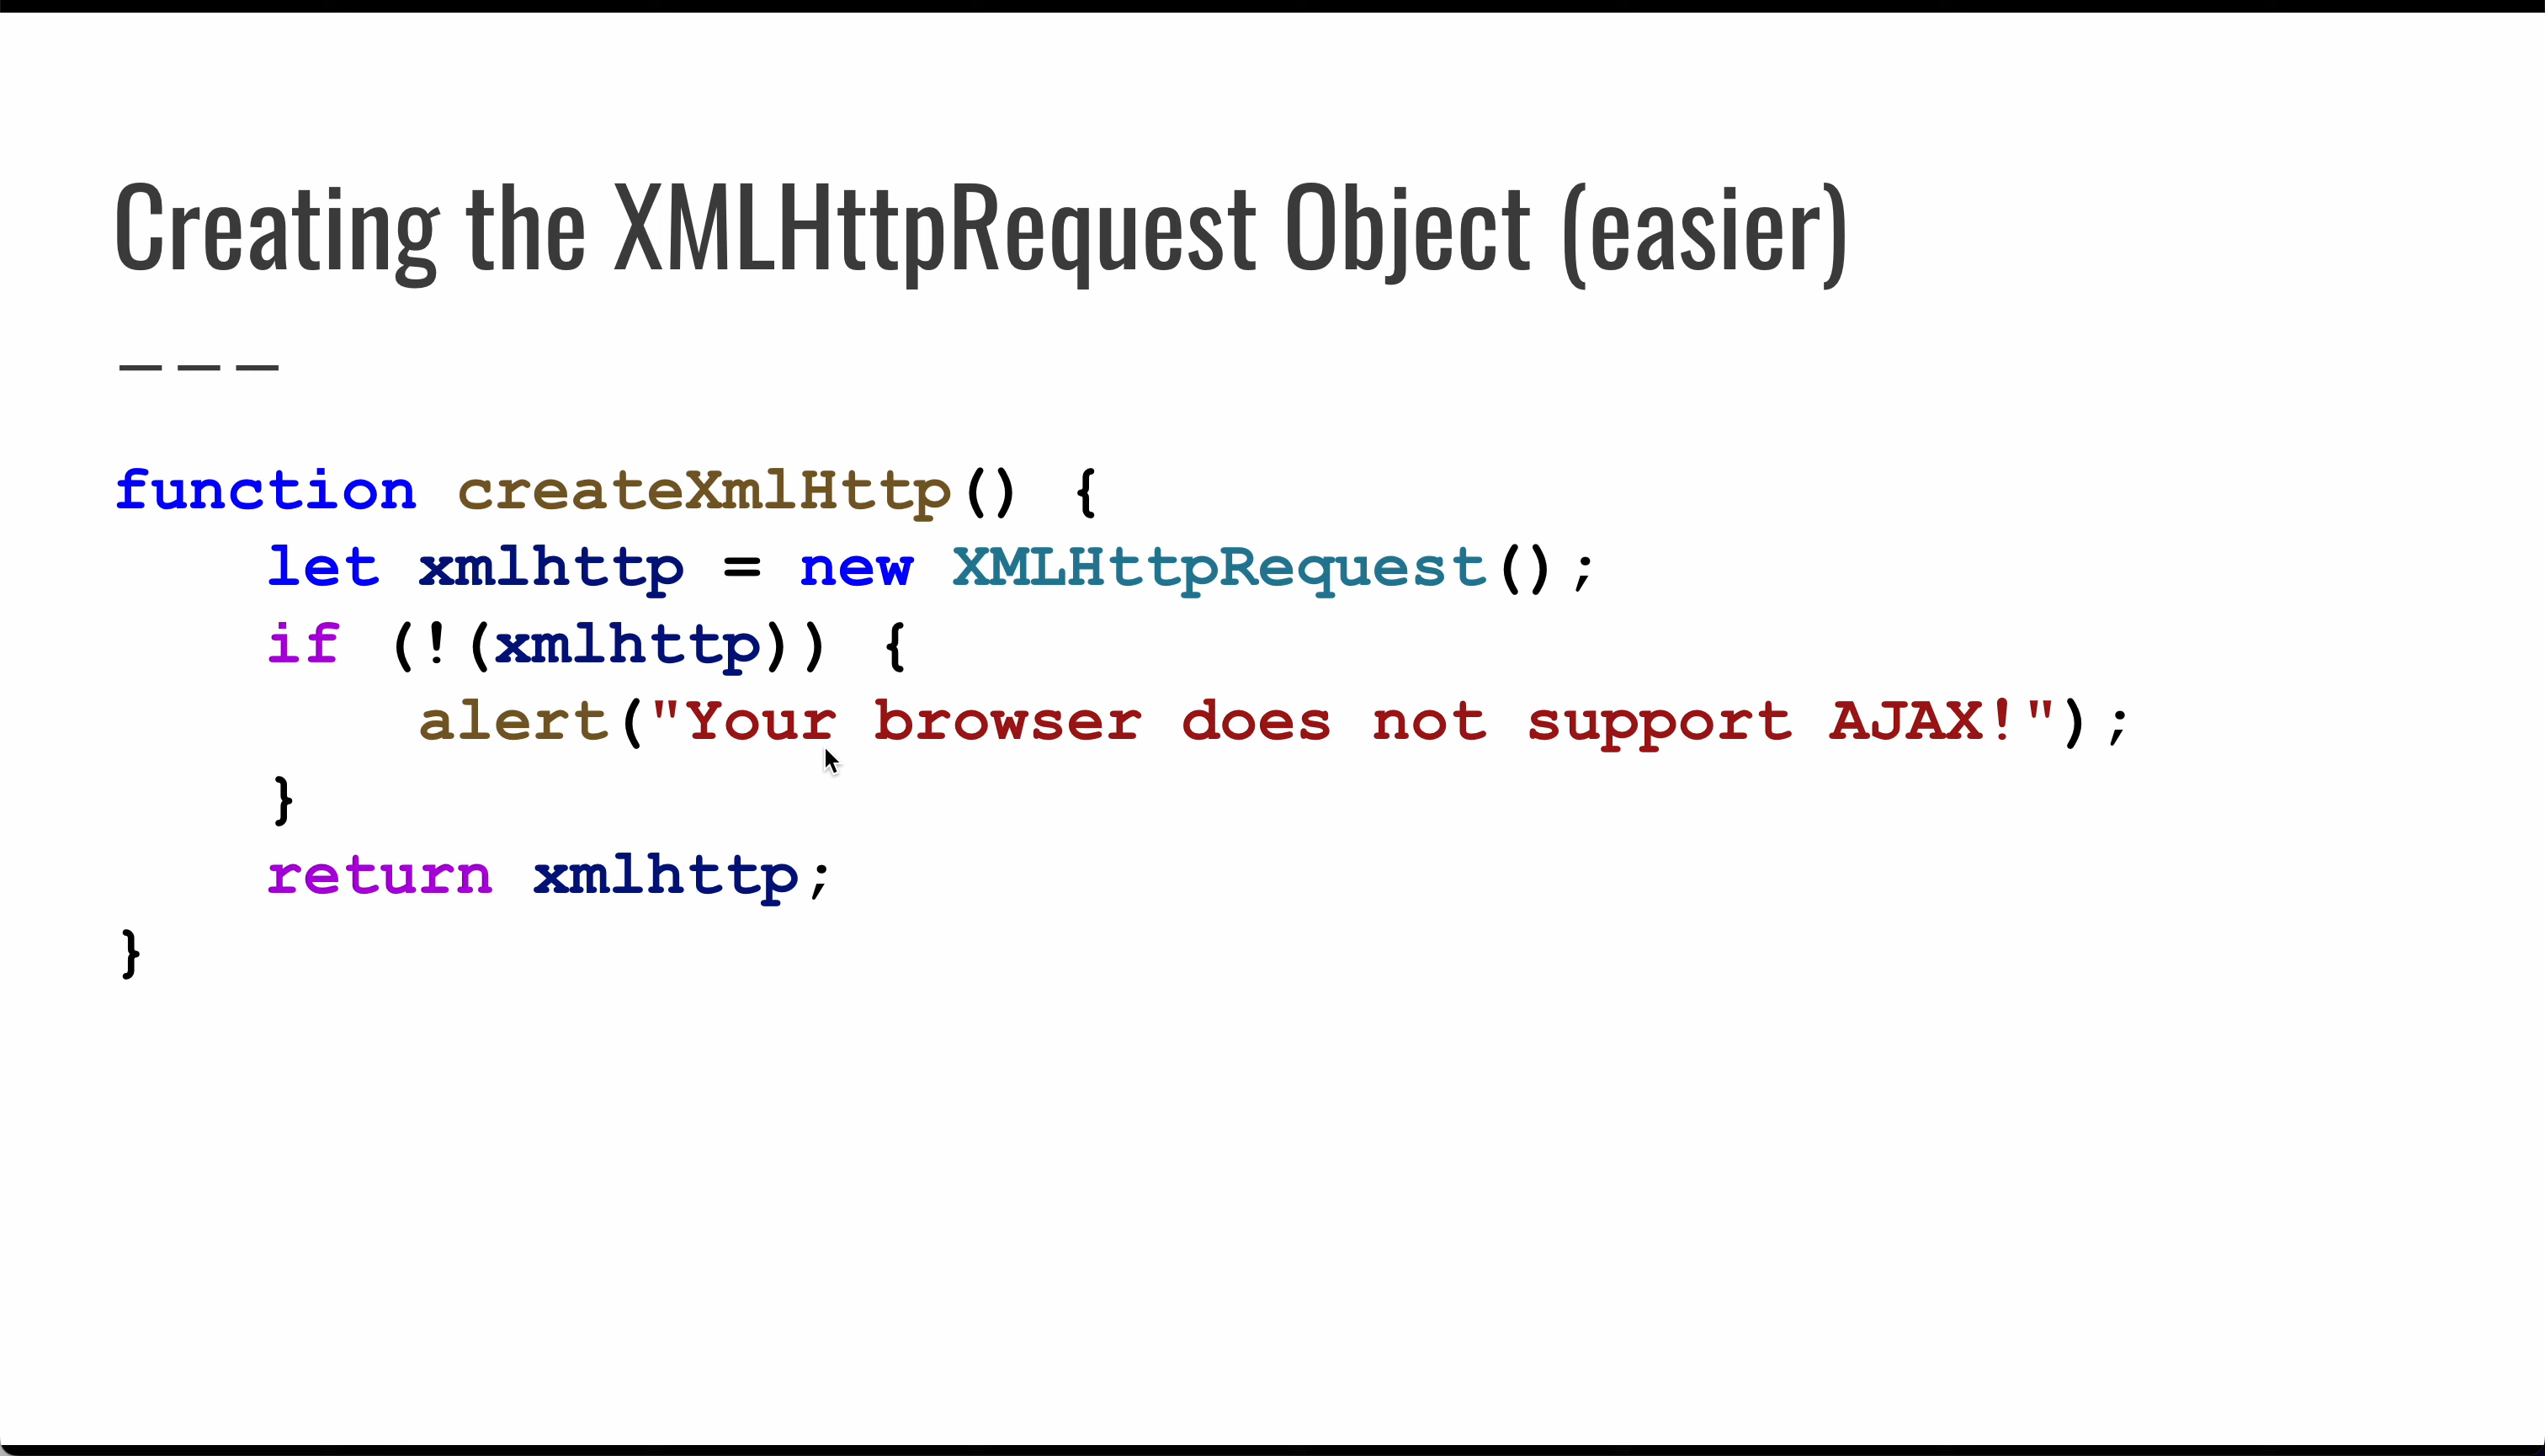 Creating the XMLHttpRequest Object (easier)
___
function createXmlHttp() {
    let xmlhttp = new XMLHttpRequest();
    if (!(xmlhttp)) {
        alert("Your browser does not support AJAX!");
    }
    return xmlhttp;
}